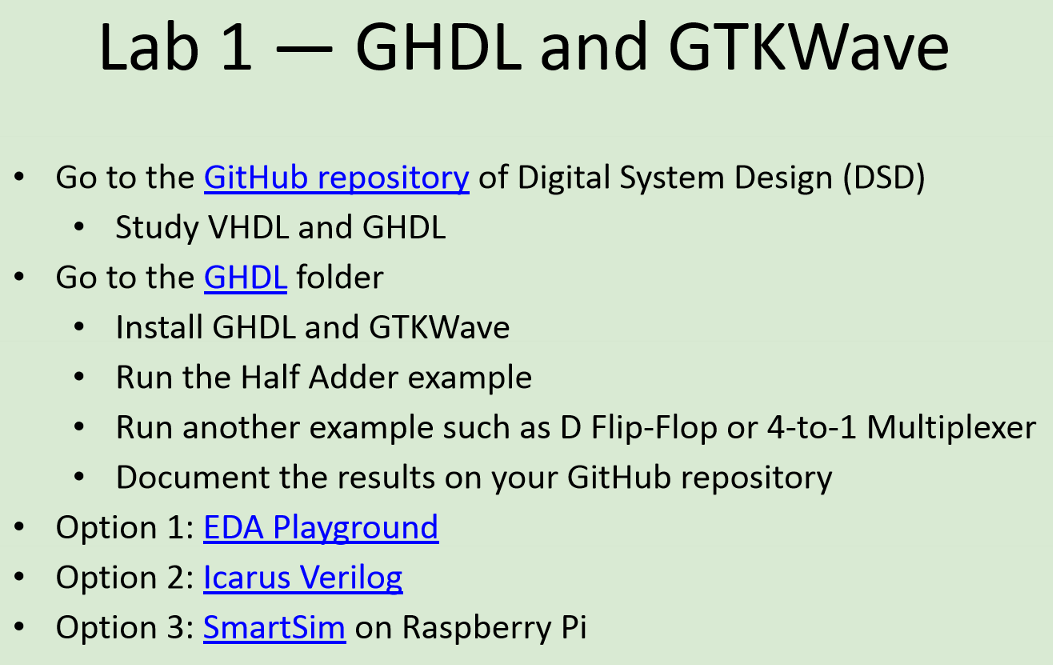 Lab 1 — GHDL and GTKWave
• Go to the GitHub repository of Digital System Design (DSD)
• Study VHDL and GHDL
• Go to the GHDL folder
• Install GHDL and GTKWave
• Run the Half Adder example
• Run another example such as D Flip-Flop or 4-to-1 Multiplexer
• Document the results on your GitHub repository
• Option 1: EDA Playground
• Option 2: Icarus Verilog
• Option 3: SmartSim on Raspberry Pi